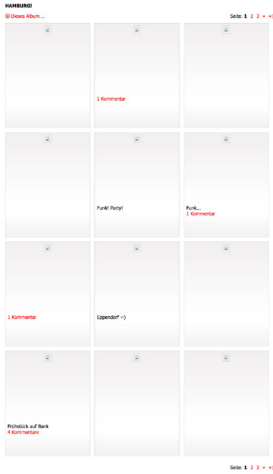 HAMBURG!
Dieses Album ...
Seite: 1 2 3 » »|
1 Kommentar
Funk! Party!
Funk...
1 Kommentar
1 Kommentar
Eppendorf =)
Frühstück auf Bank
4 Kommentare
Seite: 1 2 3 » »|